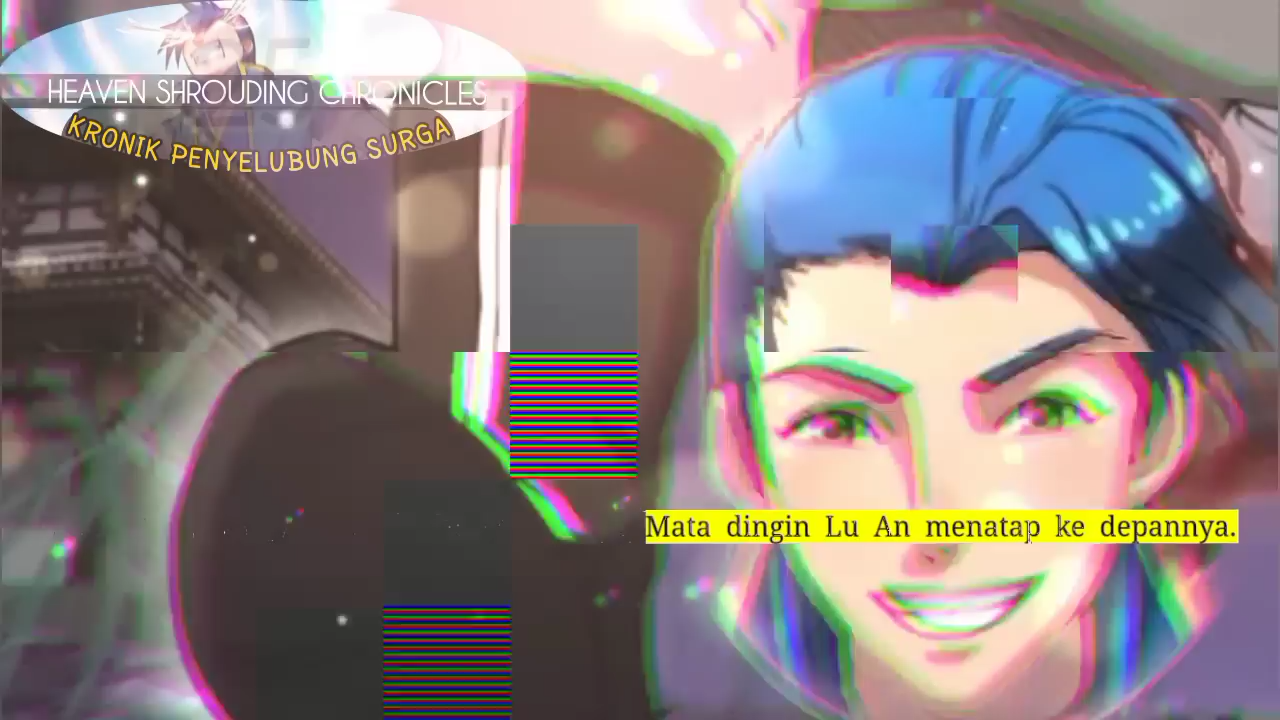 HEAVEN SHROUDING CHRONICLES
KRONIK PENYELUBUNG SURGA
Mata dingin Lu An menatap ke depannya.